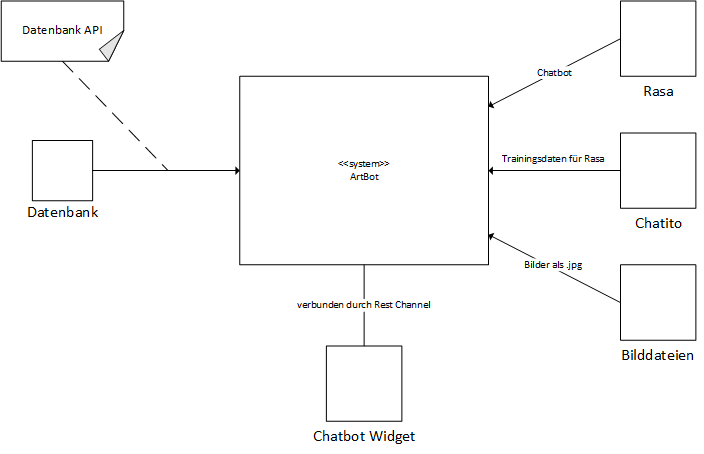 Datenbank API
Rasa
Chatbot
<<system>>
ArtBot
Trainingsdaten für Rasa
Chatito
Datenbank
Bilder als .jpg
Bilddateien
verbunden durch Rest Channel
Chatbot Widget